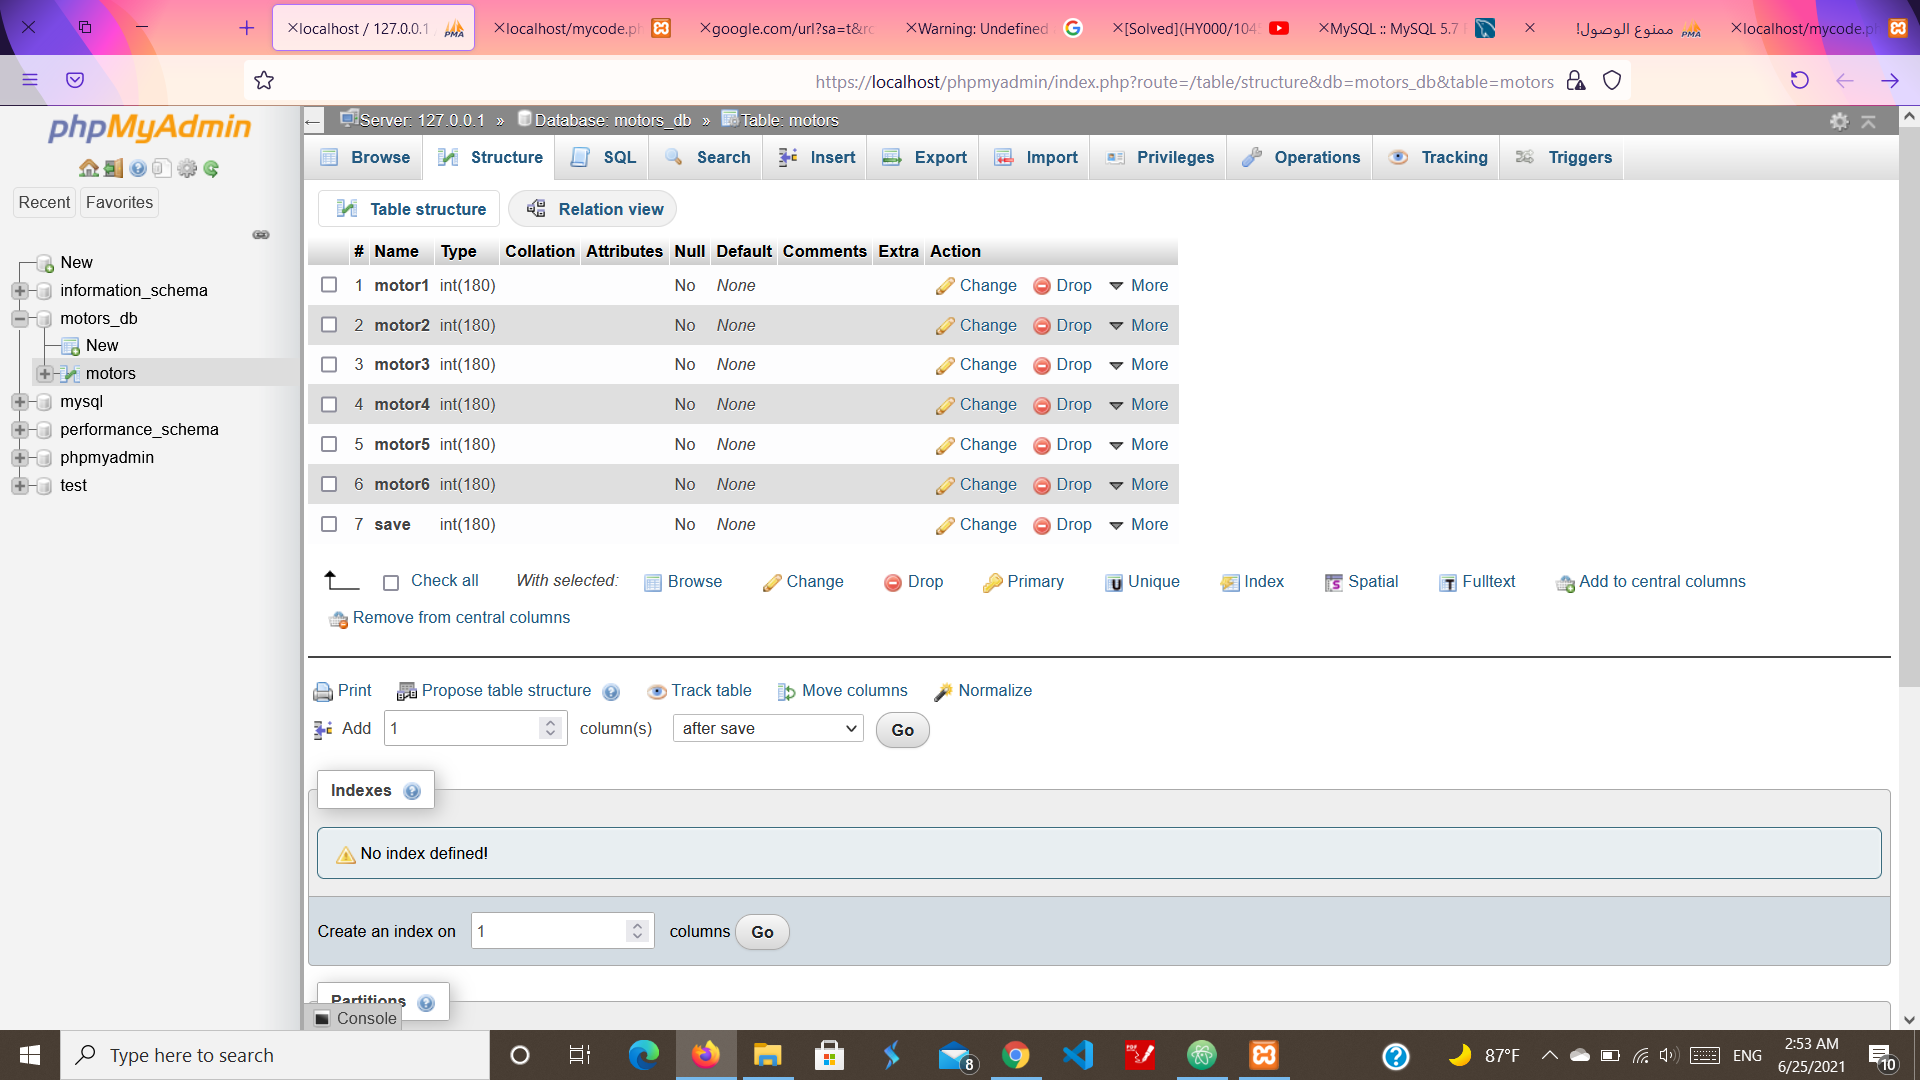 localhost / 127.0.0.1
PMA
localhost/mycode.ph
google.com/url?sa=t&rc
Warning: Undefined
[Solved](HY000/1045
MySQL :: MySQL 5.7
ممنوع الوصول!
PMA
localhost/mycode.ph
https://localhost/phpmyadmin/index.php?route=/table/structure&db=motors_db&table=motors
phpMyAdmin
Recent
Favorites
New
information_schema
motors_db
New
motors
mysql
performance_schema
phpmyadmin
test
Server: 127.0.0.1 » Database: motors_db » Table: motors
Browse Structure SQL Search Insert Export Import Privileges Operations Tracking Triggers
Table structure Relation view
# Name Type Collation Attributes Null Default Comments Extra Action
1 motor1 int(180) No None Change Drop More
2 motor2 int(180) No None Change Drop More
3 motor3 int(180) No None Change Drop More
4 motor4 int(180) No None Change Drop More
5 motor5 int(180) No None Change Drop More
6 motor6 int(180) No None Change Drop More
7 save int(180) No None Change Drop More
Check all With selected: Browse Change Drop Primary Unique Index Spatial Fulltext Add to central columns
Remove from central columns
Print Propose table structure Track table Move columns Normalize
Add 1 column(s) after save Go
Indexes
No index defined!
Create an index on 1 columns Go
Partitions
Console
Type here to search
8
87°F
ENG
2:53 AM
6/25/2021
10